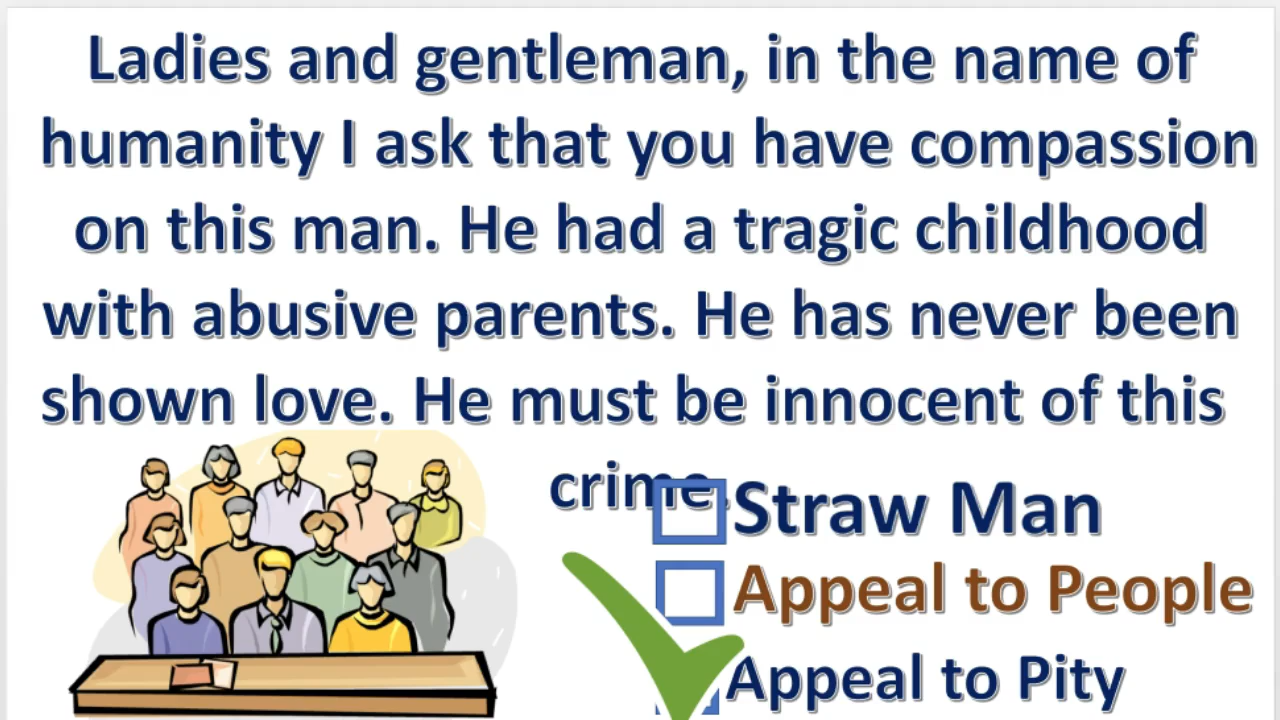 Ladies and gentleman, in the name of
humanity I ask that you have compassion
on this man. He had a tragic childhood
with abusive parents. He has never been
shown love. He must be innocent of this
crime.
Straw Man
Appeal to People
Appeal to Pity